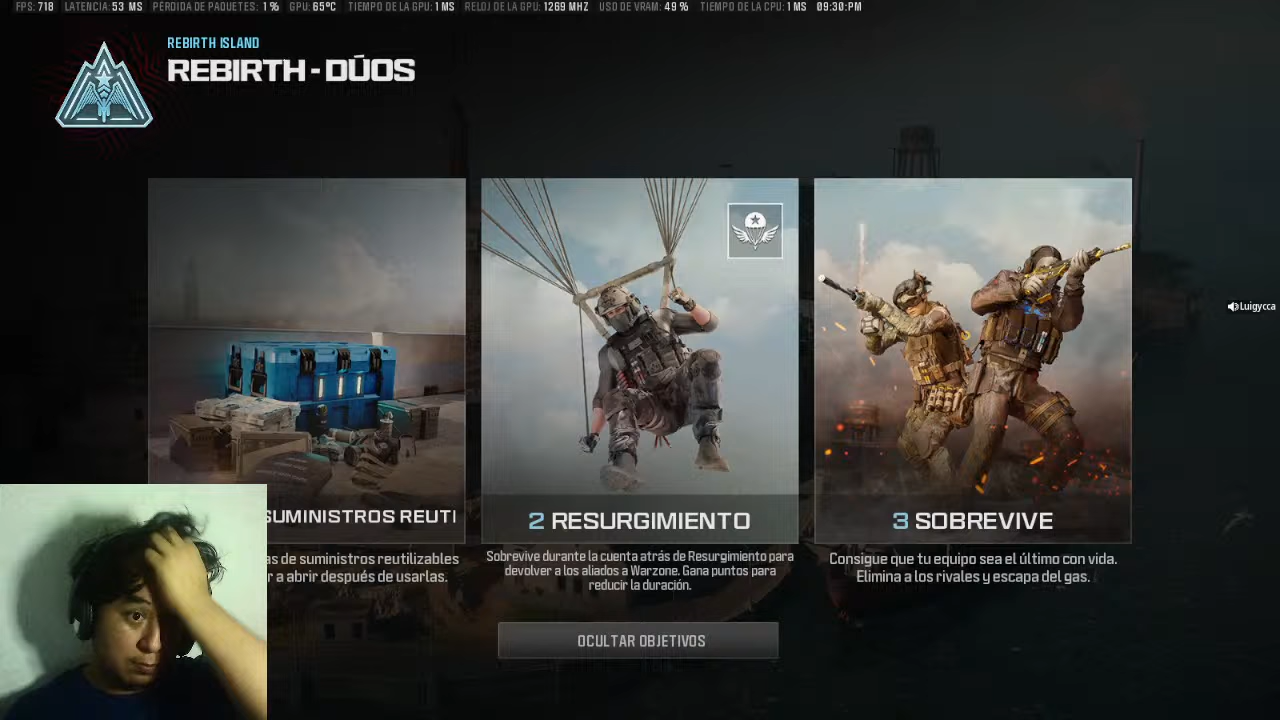 FPS: 718 LATENCIA: 53 MS PÉRDIDA DE PAQUETES: 1 % GPU: 65ºC TIEMPO DE LA GPU: 1 MS RELOJ DE LA GPU: 1269 MHZ USO DE VRAM: 49 % TIEMPO DE LA CPU: 1 MS 09:30:PM
REBIRTH ISLAND
REBIRTH - DÚOS
Luigycca
SUMINISTROS REUTI
as de suministros reutilizables
r a abrir después de usarlas.
2 RESURGIMIENTO
Sobrevive durante la cuenta atrás de Resurgimiento para
devolver a los aliados a Warzone. Gana puntos para
reducir la duración.
3 SOBREVIVE
Consigue que tu equipo sea el último con vida.
Elimina a los rivales y escapa del gas.
OCULTAR OBJETIVOS